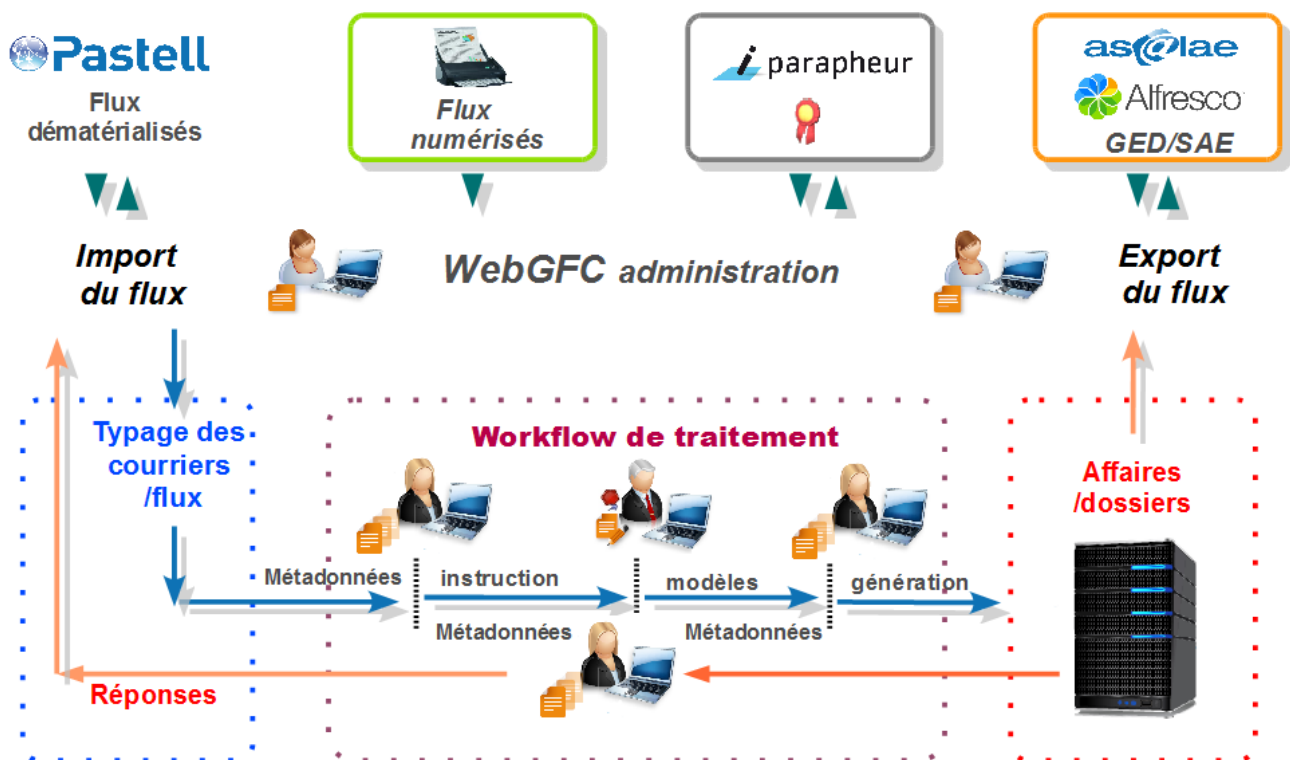 Pastell
Flux
dématérialisés
Flux
numérisés
i parapheur
as@lae
Alfresco
GED/SAE
Import
du flux
WebGFC administration
Export
du flux
Typage des
courriers
/flux
Workflow de traitement
Affaires
/dossiers
Métadonnées
instruction
modèles
génération
Métadonnées
Métadonnées
Réponses